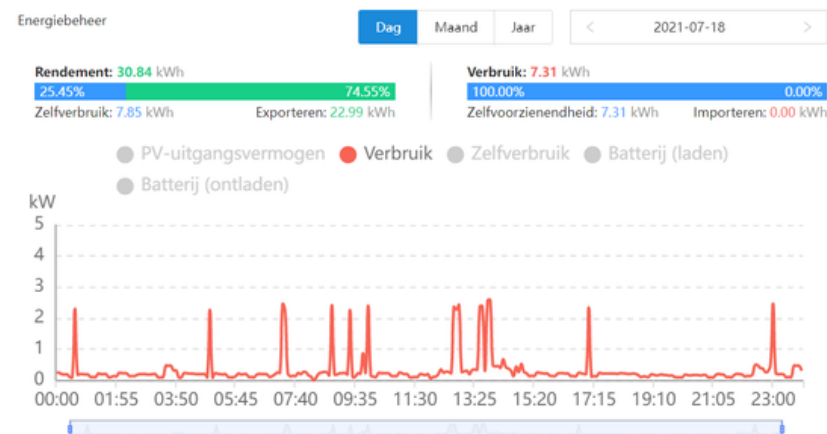 Energiebeheer
Dag Maand Jaar < 2021-07-18 >
Rendement: 30.84 kWh
25.45% 74.55%
Zelfverbruik: 7.85 kWh Exporteren: 22.99 kWh
Verbruik: 7.31 kWh
100.00% 0.00%
Zelfvoorzienendheid: 7.31 kWh Importeren: 0.00 kWh
PV-uitgangsvermogen Verbruik Zelfverbruik Batterij (laden)
Batterij (ontladen)
kW
5
4
3
2
1
0
00:00 01:55 03:50 05:45 07:40 09:35 11:30 13:25 15:20 17:15 19:10 21:05 23:00